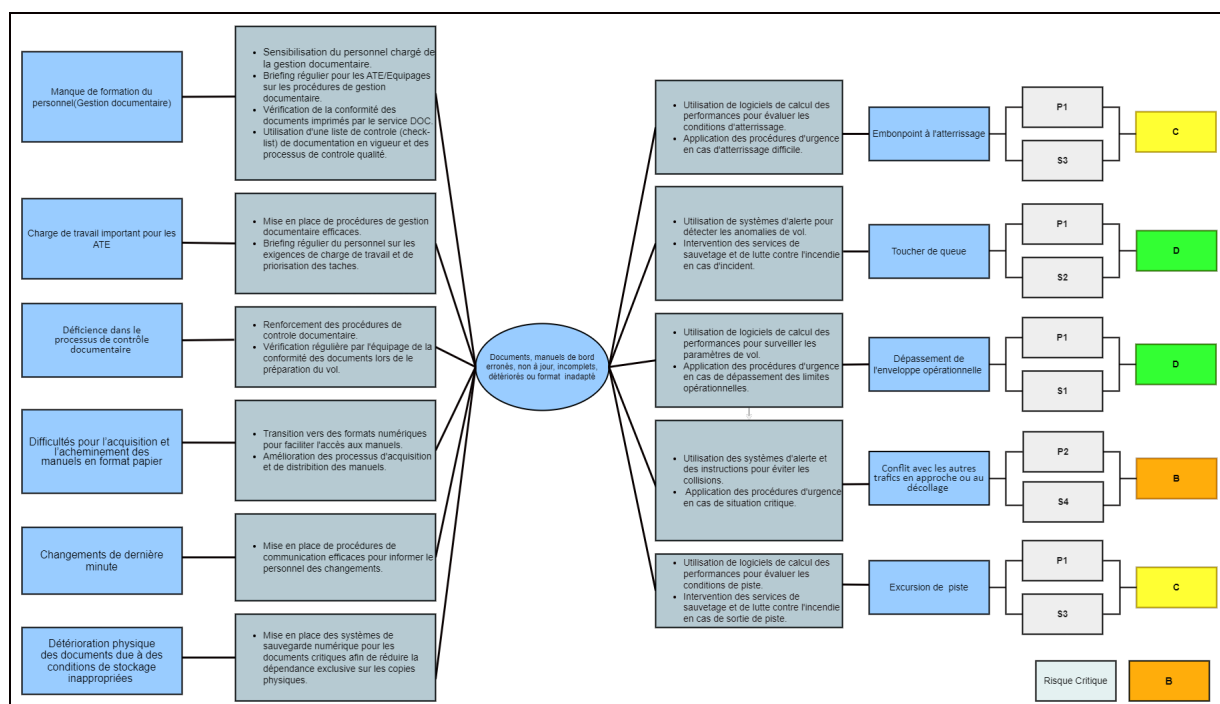 Manque de formation du
personnel(Gestion documentaire)
• Sensibilisation du personnel chargé de
la gestion documentaire.
• Briefing régulier pour les ATE/Equipages
sur les procédures de gestion
documentaire.
• Vérification de la conformité des
documents imprimés par le service DOC.
• Utilisation d'une liste de controle (check-
list) de documentation en vigueur et des
processus de controle qualité.
Charge de travail important pour les
ATE
• Mise en place de procédures de gestion
documentaire efficaces.
• Briefing régulier du personnel sur les
exigences de charge de travail et de
priorisation des taches.
Déficience dans le
processus de contrôle
documentaire
• Renforcement des procédures de
controle documentaire.
• Vérification régulière par l'équipage de la
conformité des documents lors de le
préparation du vol.
Difficultés pour l'acquisition et
l'acheminement des
manuels en format papier
• Transition vers des formats numériques
pour faciliter l'accès aux manuels.
• Amélioration des processus d'acquisition
et de distribition des manuels.
Changements de dernière
minute
• Mise en place de procédures de
communication efficaces pour informer le
personnel des changements.
Détérioration physique
des documents due à des
conditions de stockage
inappropriées
• Mise en place des systèmes de
sauvegarde numérique pour les
documents critiques afin de réduire la
dépendance exclusive sur les copies
physiques.
Documents, manuels de bord
erronés, non á jour, incomplets,
détériorés ou format inadapté
• Utilisation de logiciels de calcul des
performances pour évaluer les
conditions d'atterrissage.
• Application des procédures d'urgence
en cas d'atterrissage difficile.
Embonpoint à l'atterrissage
P1
S3
C
• Utilisation de systèmes d'alerte pour
détecter les anomalies de vol.
• Intervention des services de
sauvetage et de lutte contre l'incendie
en cas d'incident.
Toucher de queue
P1
S2
D
• Utilisation de logiciels de calcul des
performances pour surveiller les
paramètres de vol.
• Application des procédures d'urgence
en cas de dépassement des limites
opérationnelles.
Dépassement de
l'enveloppe opérationnelle
P1
S1
D
• Utilisation des systèmes d'alerte et
des instructions pour éviter les
collisions.
• Application des procédures d'urgence
en cas de situation critique.
Conflit avec les autres
trafics en approche ou au
décollage
P2
S4
B
• Utilisation de logiciels de calcul des
performances pour évaluer les
conditions de piste.
• Intervention des services de
sauvetage et de lutte contre l'incendie
en cas de sortie de piste.
Excursion de piste
P1
S3
C
Risque Critique
B